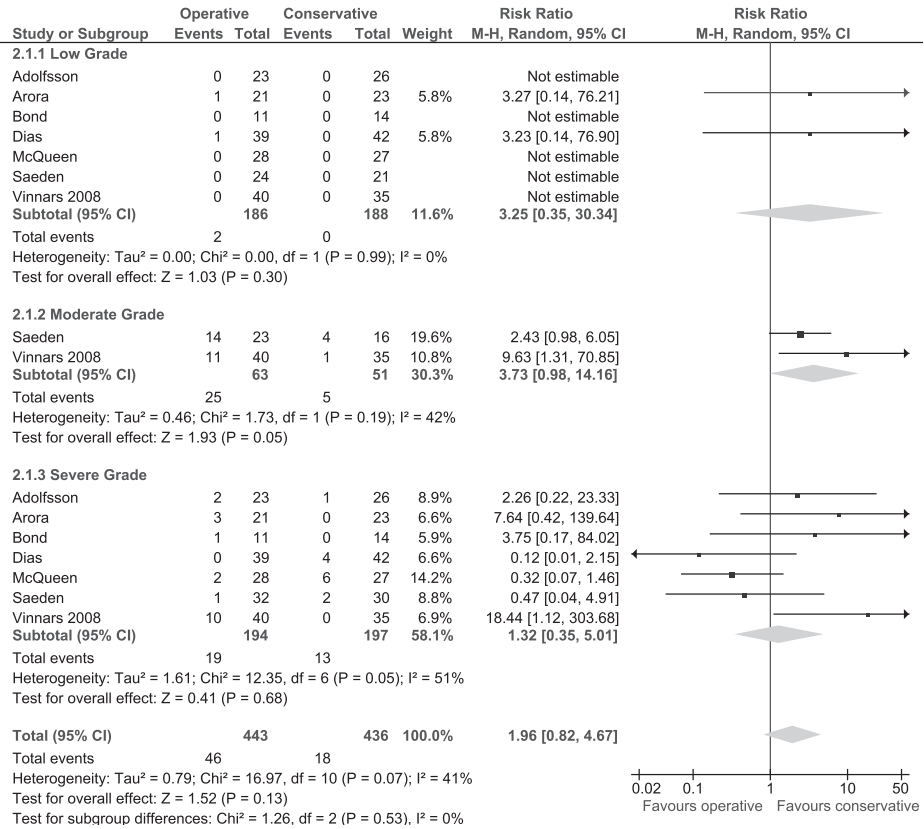 Operative Conservative Risk Ratio Risk Ratio
Study or Subgroup Events Total Events Total Weight M-H, Random, 95% CI M-H, Random, 95% CI
2.1.1 Low Grade
Adolfsson 0 23 0 26 Not estimable
Arora 1 21 0 23 5.8% 3.27 [0.14, 76.21]
Bond 0 11 0 14 Not estimable
Dias 1 39 0 42 5.8% 3.23 [0.14, 76.90]
McQueen 0 28 0 27 Not estimable
Saeden 0 24 0 21 Not estimable
Vinnars 2008 0 40 0 35 Not estimable
Subtotal (95% CI) 186 188 11.6% 3.25 [0.35, 30.34]
Total events 2 0
Heterogeneity: Tau² = 0.00; Chi² = 0.00, df = 1 (P = 0.99); I² = 0%
Test for overall effect: Z = 1.03 (P = 0.30)
2.1.2 Moderate Grade
Saeden 14 23 4 16 19.6% 2.43 [0.98, 6.05]
Vinnars 2008 11 40 1 35 10.8% 9.63 [1.31, 70.85]
Subtotal (95% CI) 63 51 30.3% 3.73 [0.98, 14.16]
Total events 25 5
Heterogeneity: Tau² = 0.46; Chi² = 1.73, df = 1 (P = 0.19); I² = 42%
Test for overall effect: Z = 1.93 (P = 0.05)
2.1.3 Severe Grade
Adolfsson 2 23 1 26 8.9% 2.26 [0.22, 23.33]
Arora 3 21 0 23 6.6% 7.64 [0.42, 139.64]
Bond 1 11 0 14 5.9% 3.75 [0.17, 84.02]
Dias 0 39 4 42 6.6% 0.12 [0.01, 2.15]
McQueen 2 28 6 27 14.2% 0.32 [0.07, 1.46]
Saeden 1 32 2 30 8.8% 0.47 [0.04, 4.91]
Vinnars 2008 10 40 0 35 6.9% 18.44 [1.12, 303.68]
Subtotal (95% CI) 194 197 58.1% 1.32 [0.35, 5.01]
Total events 19 13
Heterogeneity: Tau² = 1.61; Chi² = 12.35, df = 6 (P = 0.05); I² = 51%
Test for overall effect: Z = 0.41 (P = 0.68)
Total (95% CI) 443 436 100.0% 1.96 [0.82, 4.67]
Total events 46 18
Heterogeneity: Tau² = 0.79; Chi² = 16.97, df = 10 (P = 0.07); I² = 41%
Test for overall effect: Z = 1.52 (P = 0.13)
Test for subgroup differences: Chi² = 1.26, df = 2 (P = 0.53), I² = 0%
0.02 0.1 1 10 50
Favours operative Favours conservative